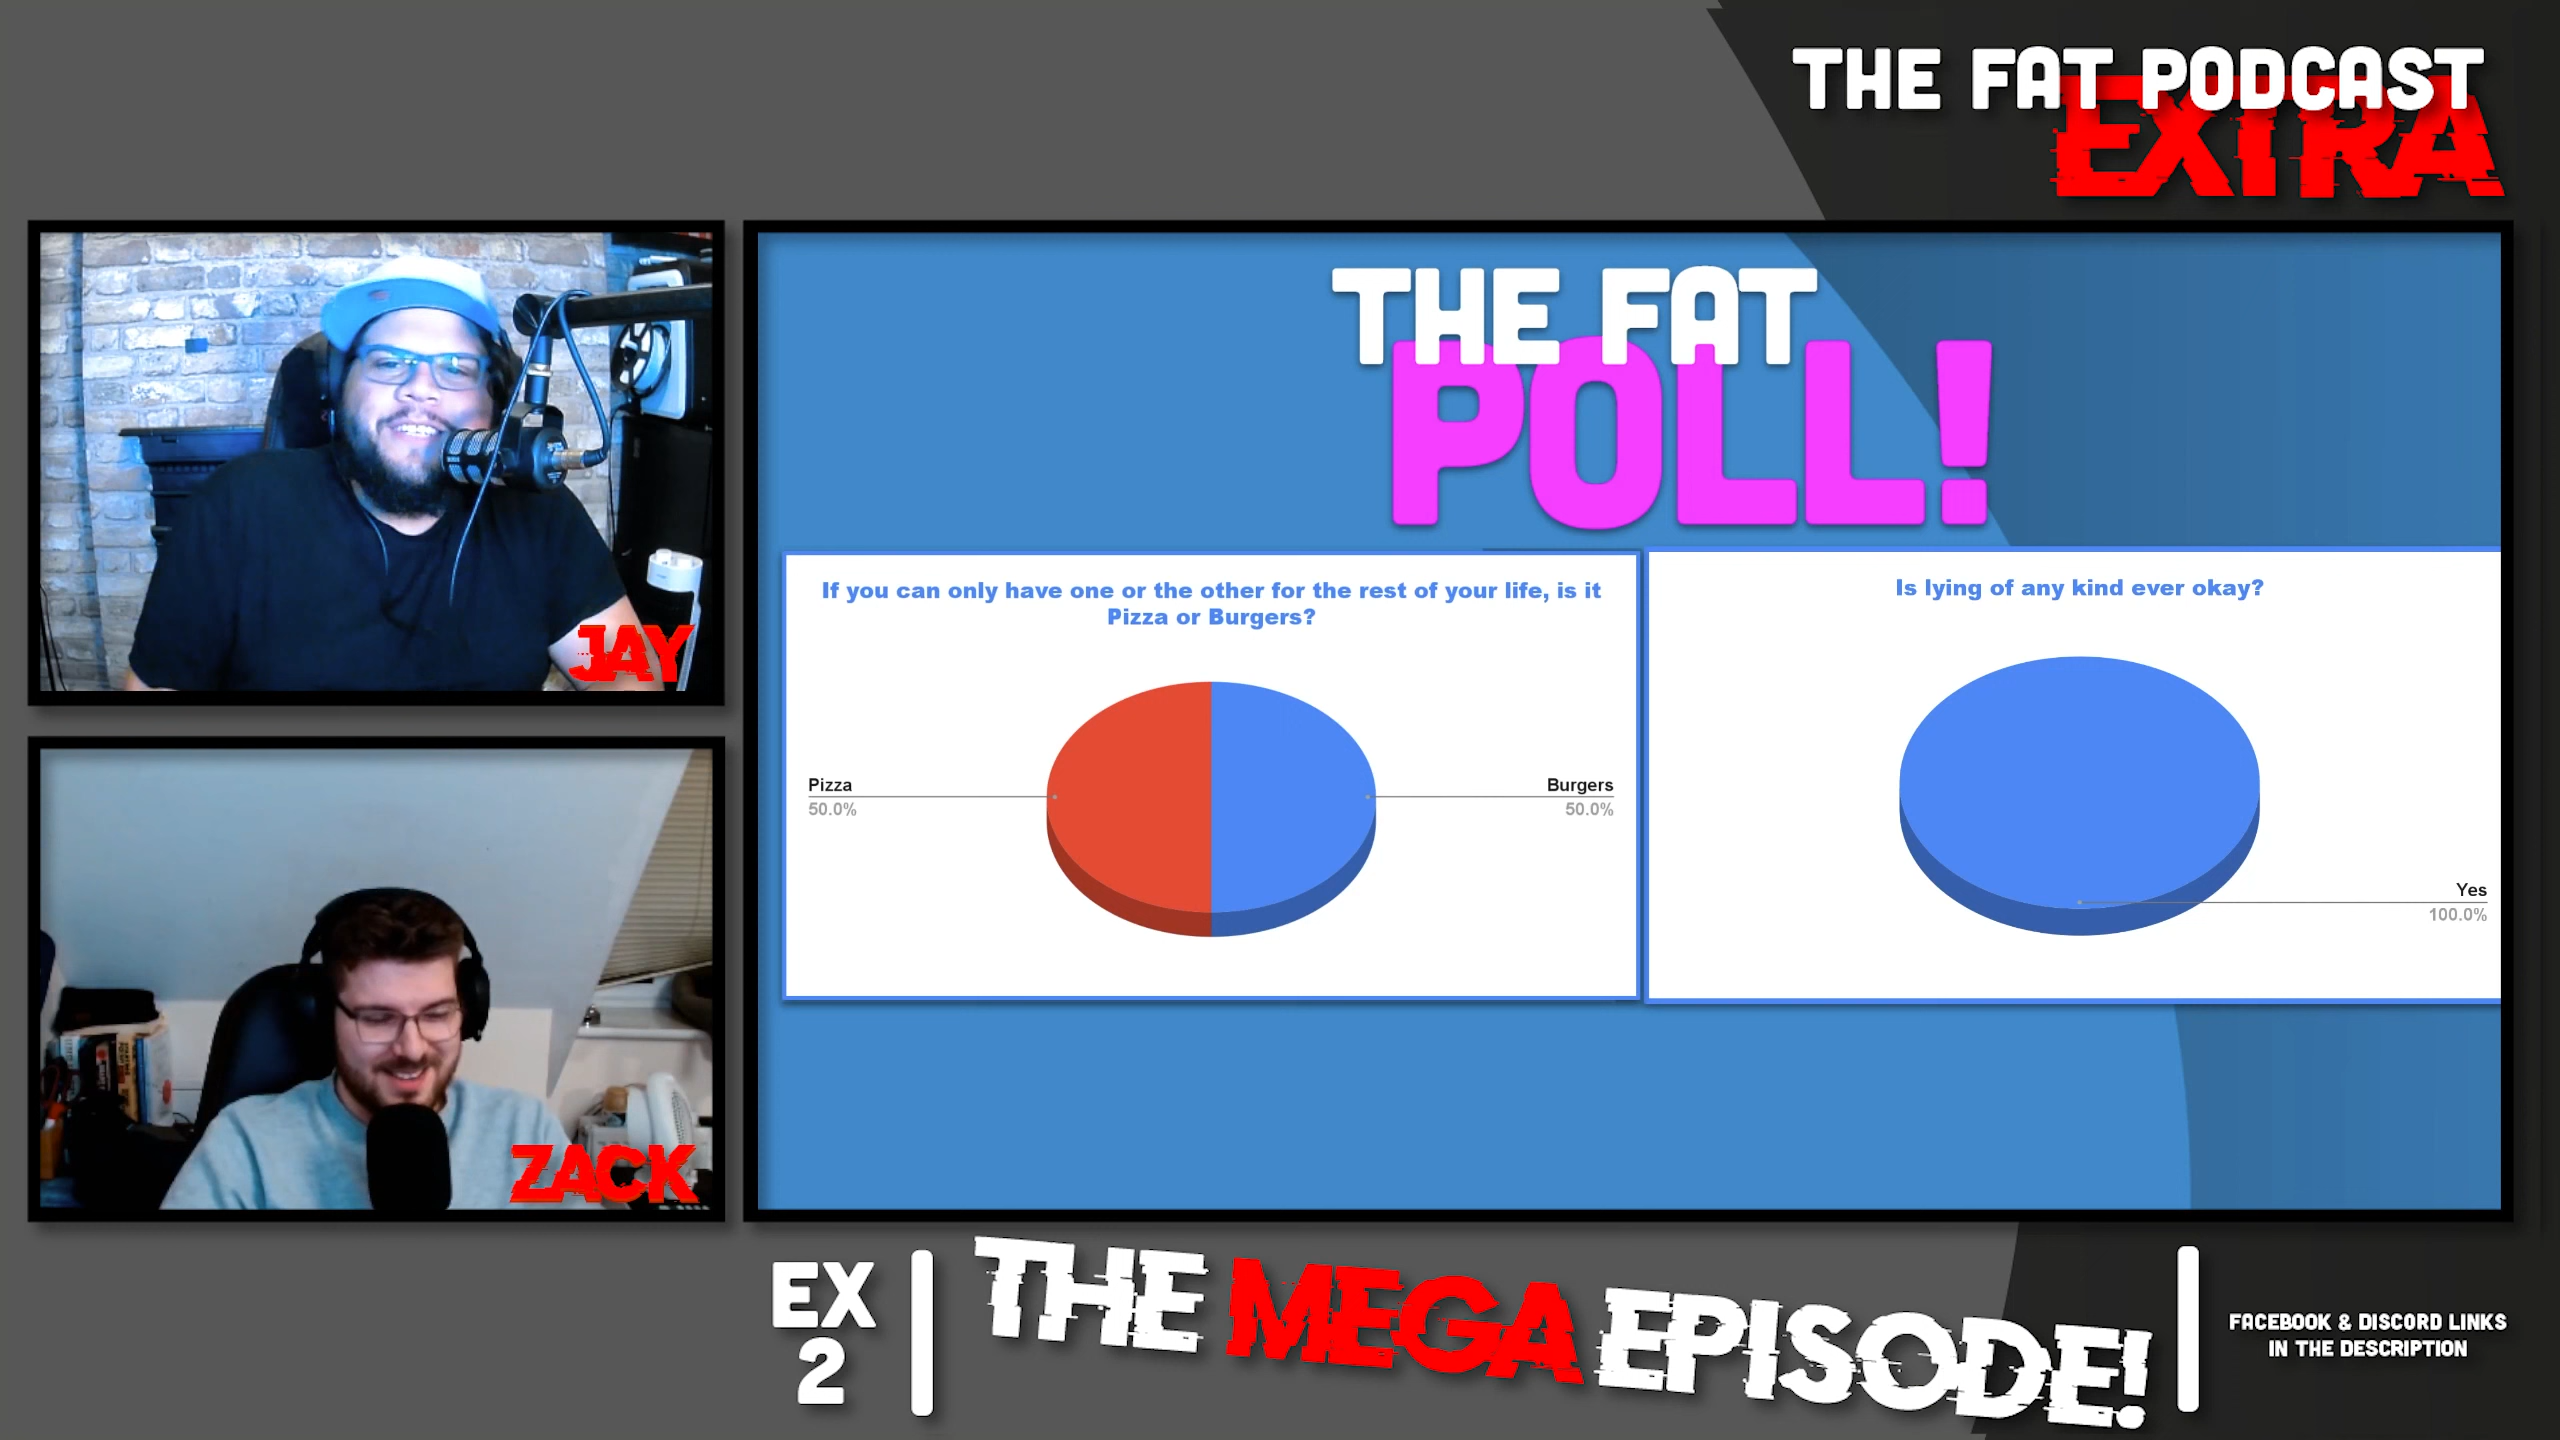 THE FAT PODCAST
EXTRA
JAY
ZACK
THE FAT
POLL!
If you can only have one or the other for the rest of your life, is it
Pizza or Burgers?
Pizza
50.0%
Burgers
50.0%
Is lying of any kind ever okay?
Yes
100.0%
EX
2
THE MEGA EPISODE!
FACEBOOK & DISCORD LINKS
IN THE DESCRIPTION